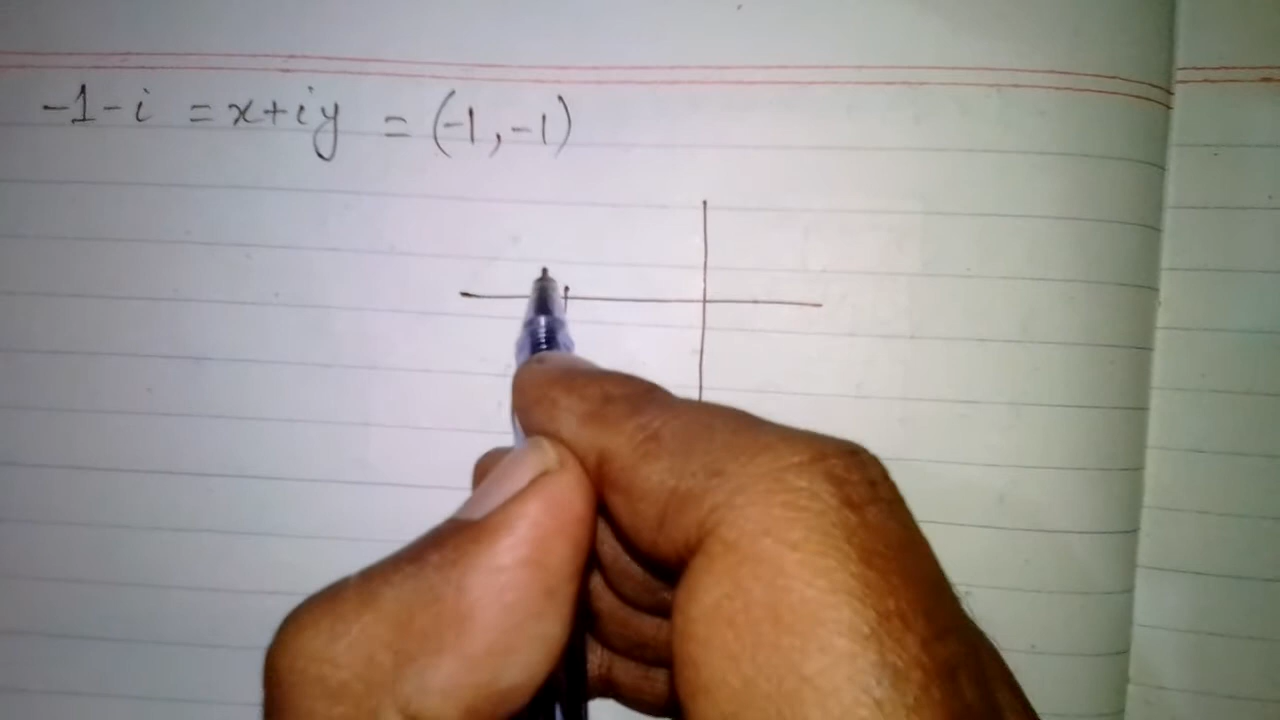 -1-i = x+iy = (-1,-1)